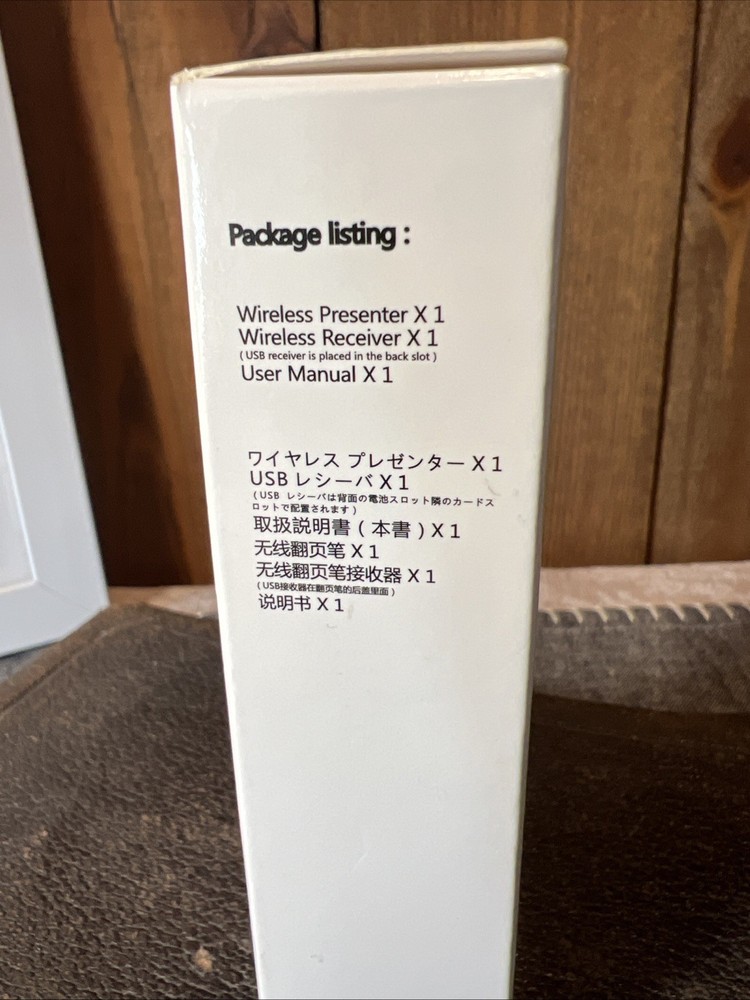 Package listing :
Wireless Presenter X 1
Wireless Receiver X 1
( USB receiver is placed in the back slot )
User Manual X 1
ワイヤレス プレゼンター X 1
USB レシーバ X 1
( USB レシーバは背面の電池スロット隣のカードス
ロットで配置されます )
取扱説明書 ( 本書 ) X 1
无线翻页笔 X 1
无线翻页笔接收器 X 1
( USB接收器在翻页笔的后盖里面 )
说明书 X 1